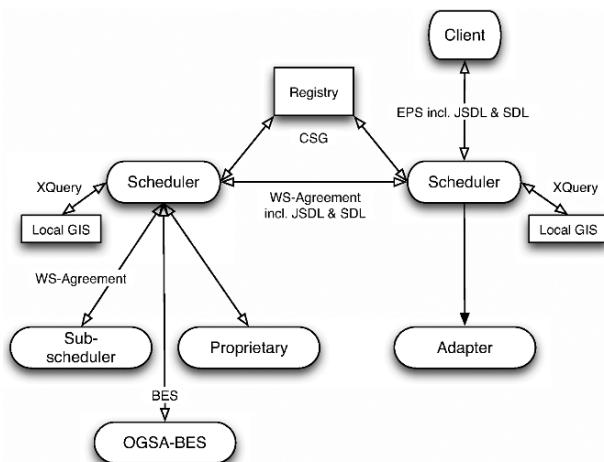 Client
Registry
EPS incl. JSDL & SDL
CSG
XQuery
Scheduler
WS-Agreement
incl. JSDL & SDL
Scheduler
XQuery
Local GIS
Local GIS
WS-Agreement
Sub-
scheduler
Proprietary
Adapter
BES
OGSA-BES